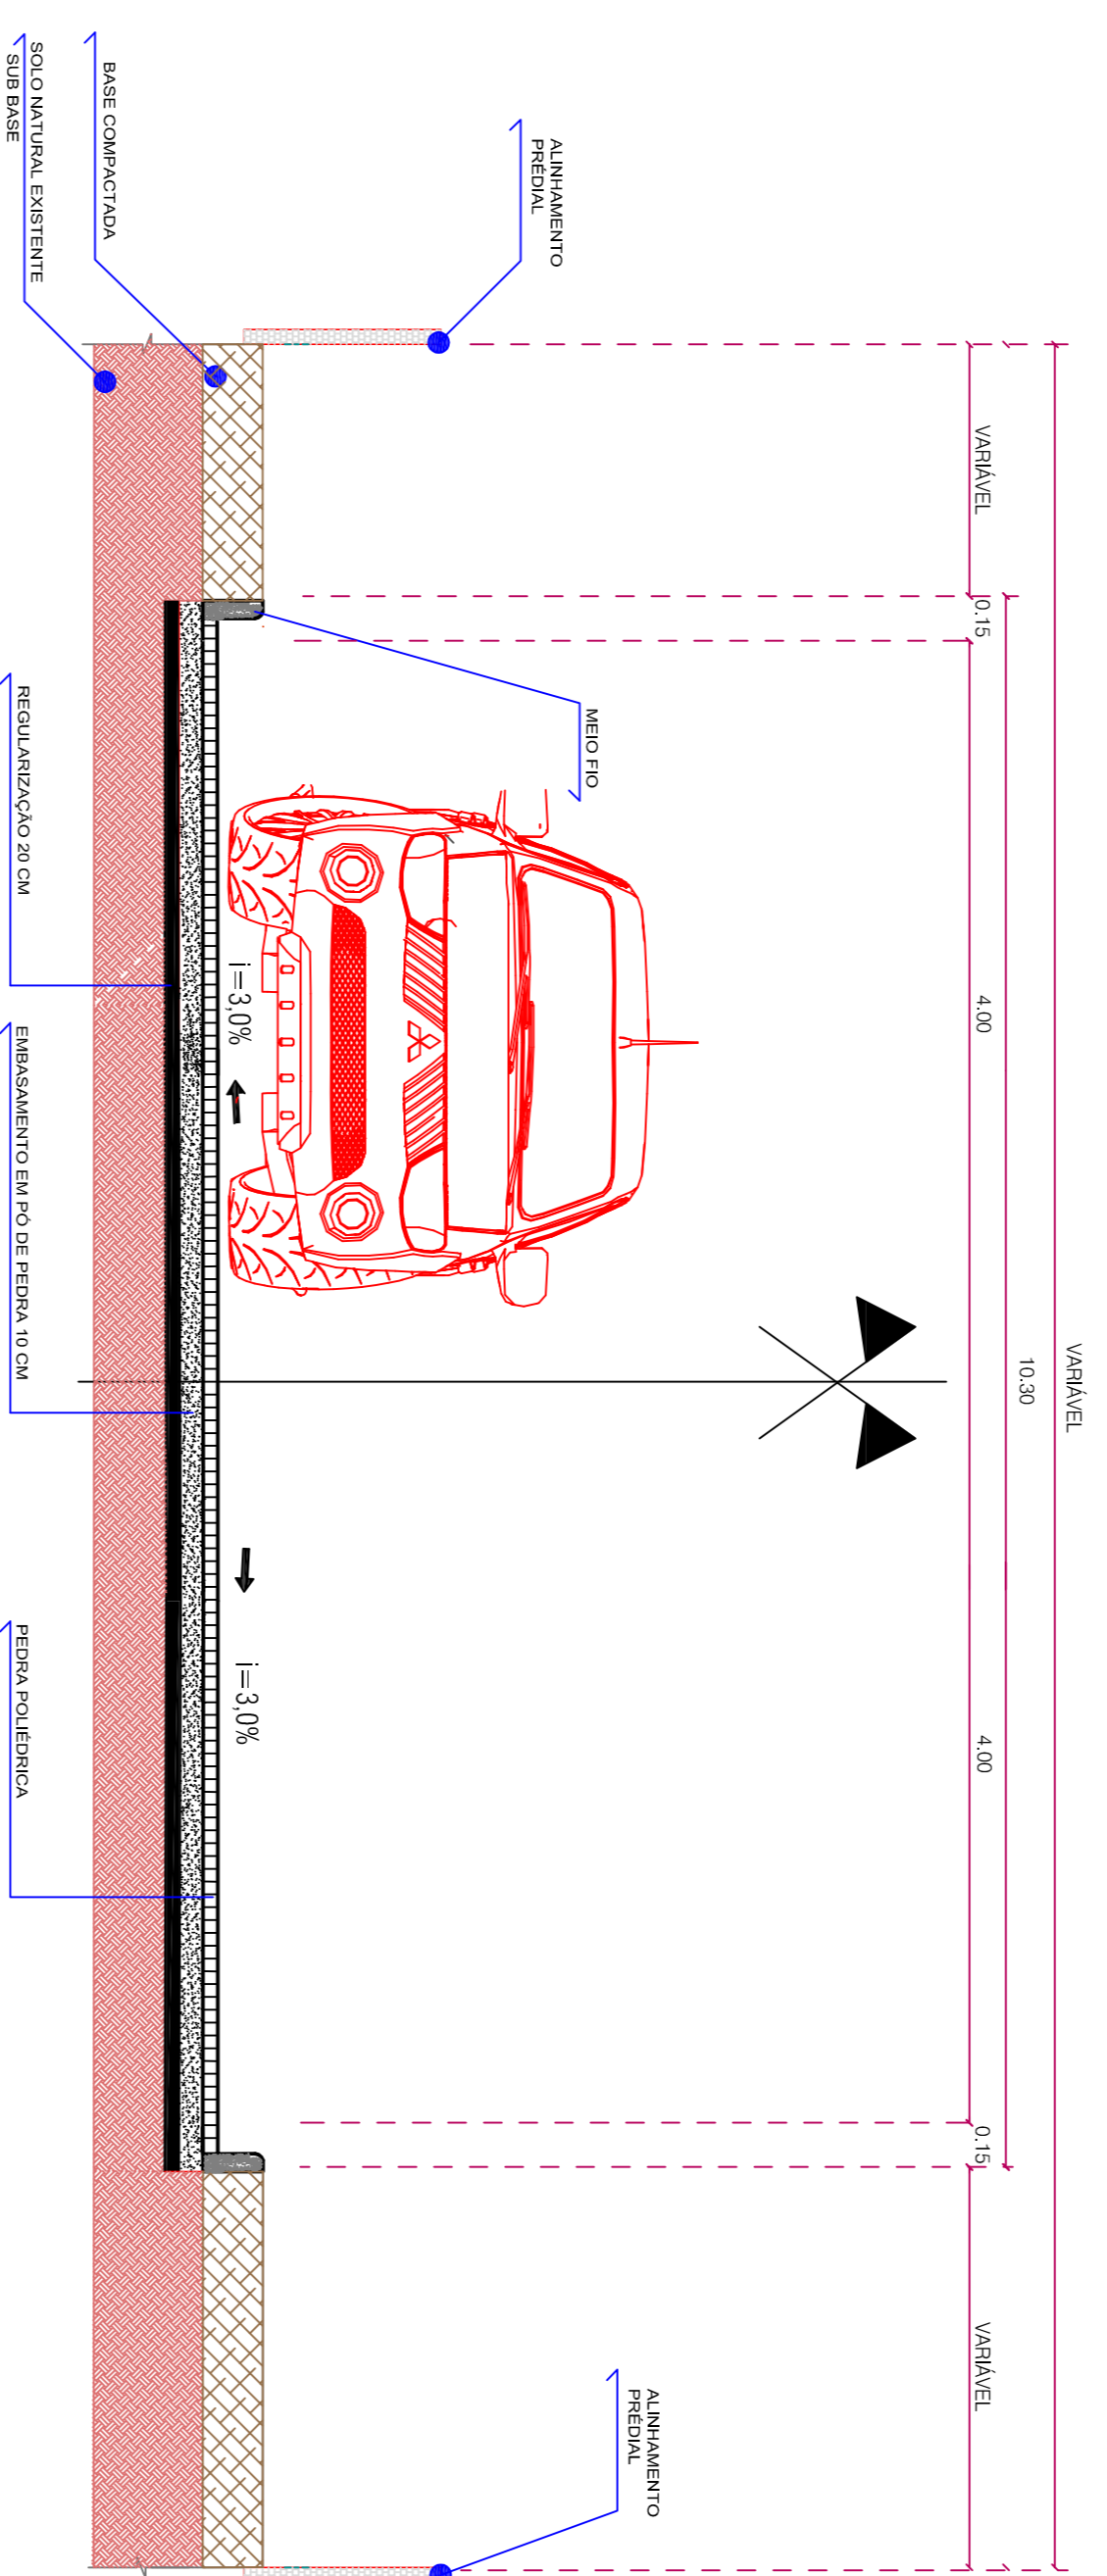 VARIÁVEL
10.30
VARIÁVEL
0.15
4.00
4.00
0.15
VARIÁVEL
ALINHAMENTO
PRÉDIAL
ALINHAMENTO
PRÉDIAL
MEIO FIO
i=3,0%
i=3,0%
BASE COMPACTADA
SOLO NATURAL EXISTENTE
SUB BASE
REGULARIZAÇÃO 20 CM
EMBASAMENTO EM PÓ DE PEDRA 10 CM
PEDRA POLIÉDRICA